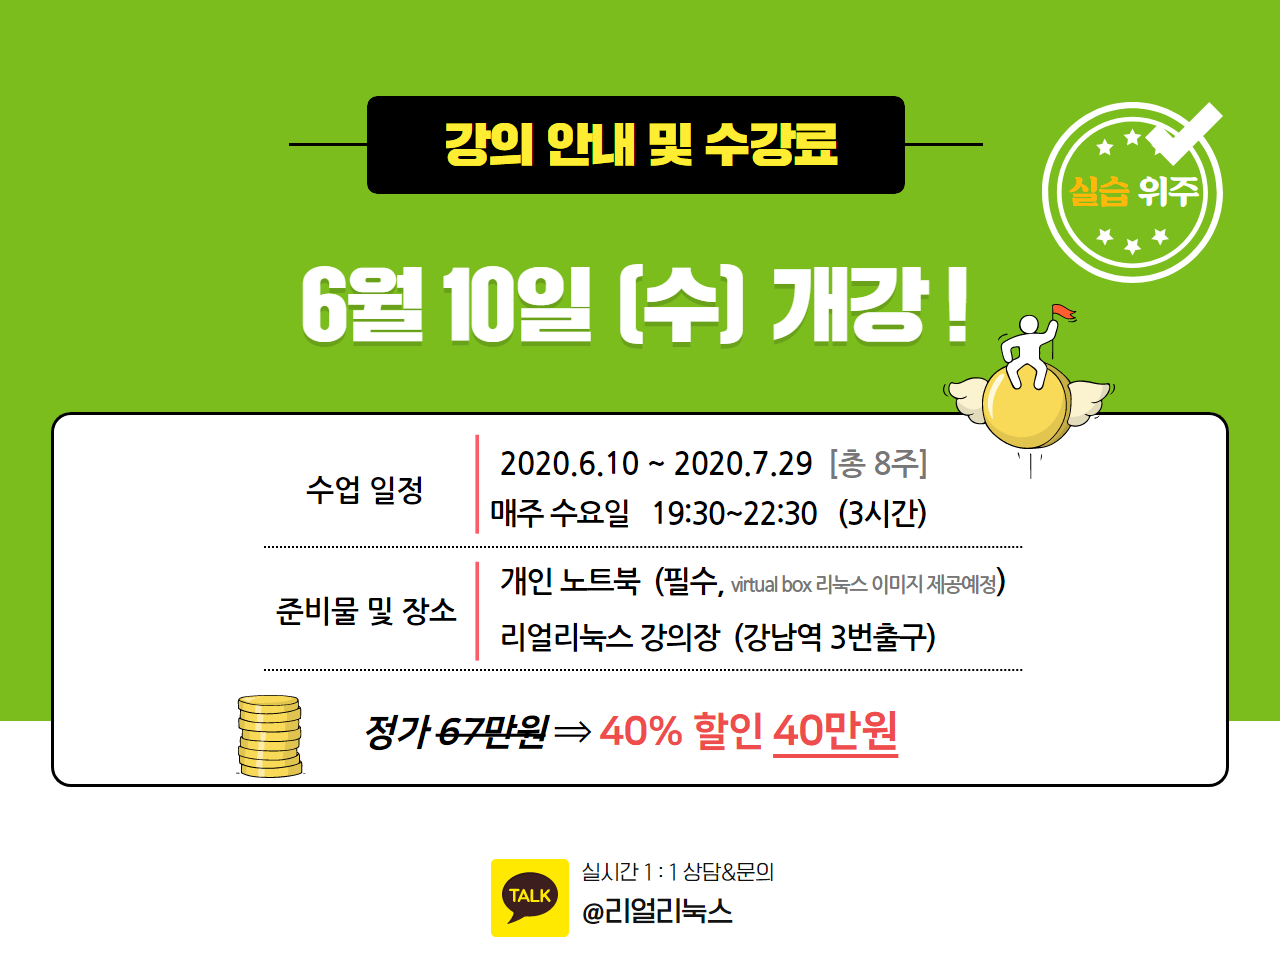 강의 안내 및 수강료
실습 위주
6월 10일 (수) 개강 !
수업 일정
2020.6.10 ~ 2020.7.29 [총 8주]
매주 수요일 19:30~22:30 (3시간)
준비물 및 장소
개인 노트북 (필수, virtual box 리눅스 이미지 제공예정)
리얼리눅스 강의장 (강남역 3번출구)
정가 67만원 ⇒ 40% 할인 40만원
TALK
실시간 1 : 1 상담&문의
@리얼리눅스